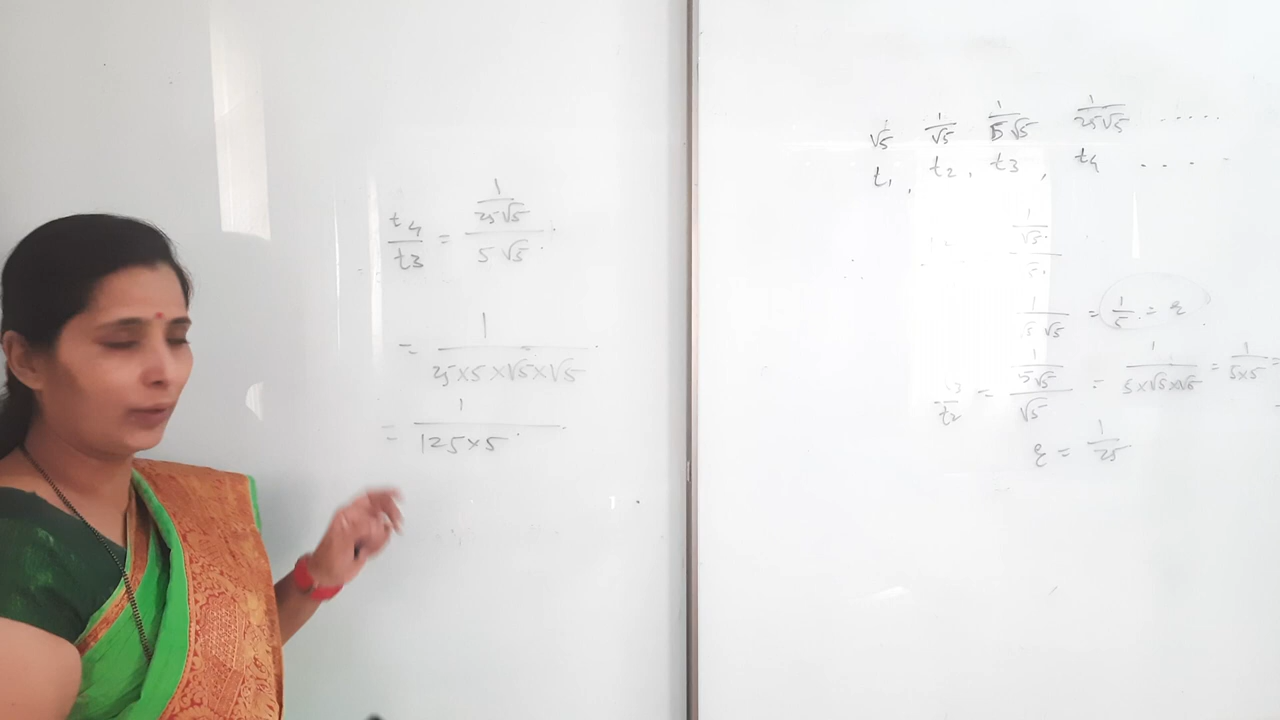 t4/t3 = (1/25√5)/(5√5)
= 1/(25×5×√5×√5)
= 1/(125×5)
√5 1/√5 1/5√5 1/25√5 .....
t1, t2, t3, t4 ....
1/√5
1/√5 = 1/5 = r
/t2 = (1/5√5)/√5 = 1/(5×√5×√5) = 1/(5×5) =
r = 1/25